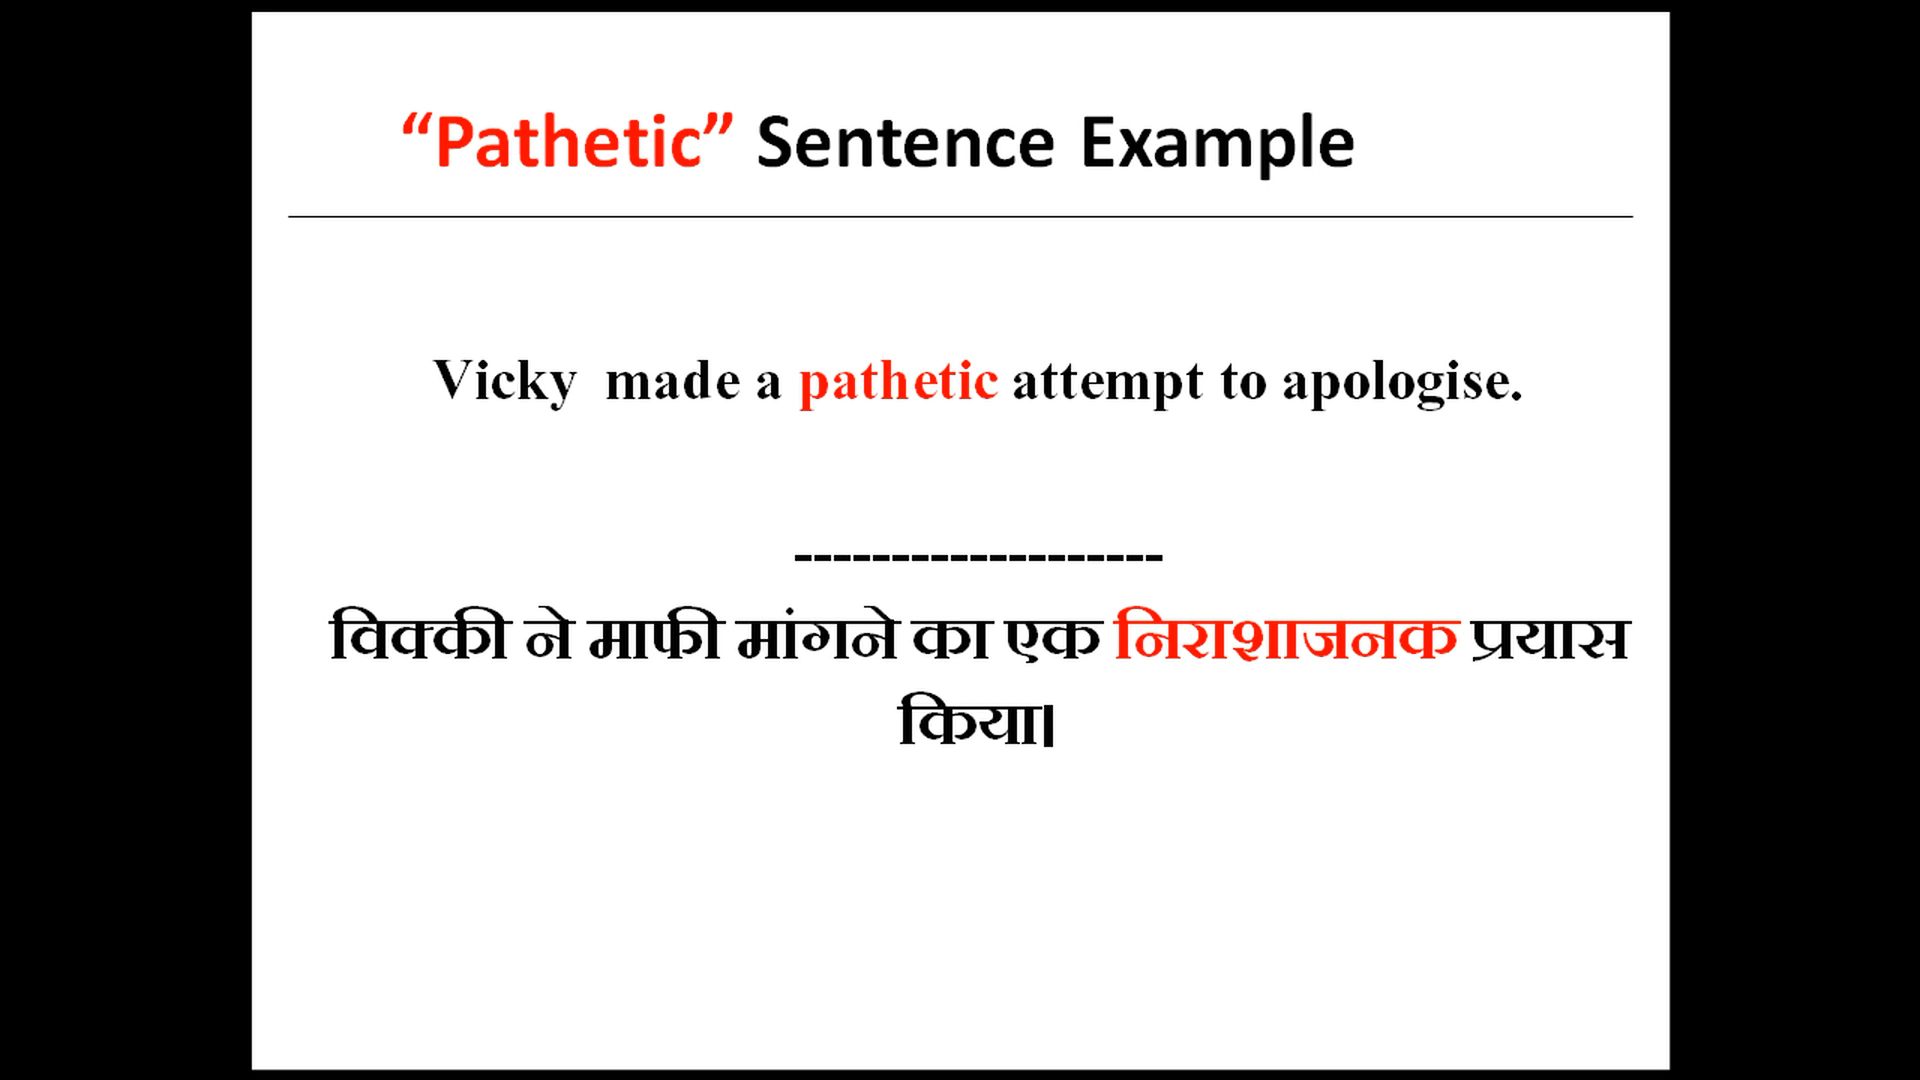 “Pathetic” Sentence Example
Vicky made a pathetic attempt to apologise.
-------------------
विक्की ने माफी मांगने का एक निराशाजनक प्रयास
किया।